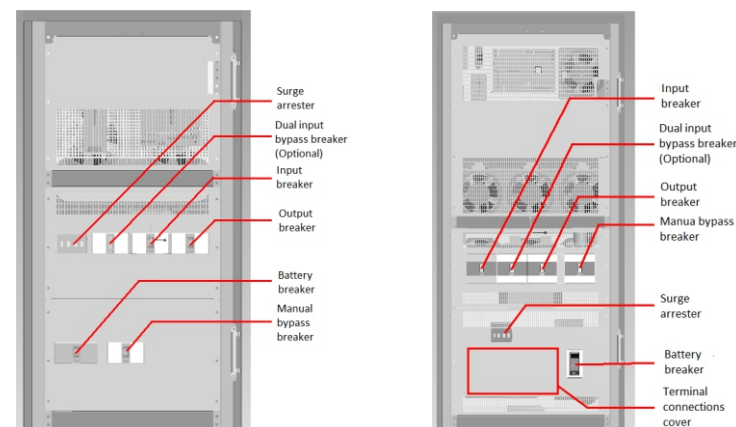 Surge
arrester
Dual input
bypass breaker
(Optional)
Input
breaker
Output
breaker
Battery
breaker
Manual
bypass
breaker
Input
breaker
Dual input
bypass breaker
(Optional)
Output
breaker
Manua bypass
breaker
Surge
arrester
Battery
breaker
Terminal
connections
cover